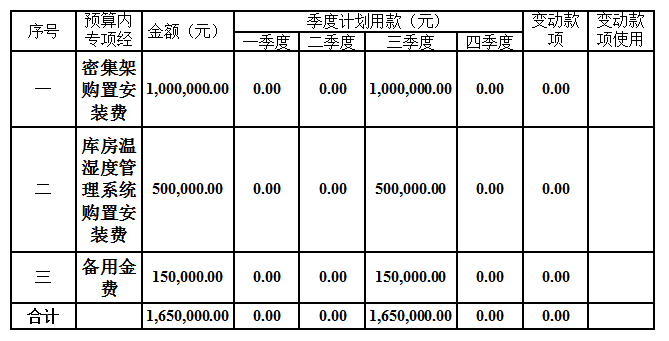 序号 预算内专项经 金额（元） 季度计划用款（元） 变动款项 变动款项使用
一季度 二季度 三季度 四季度
一 密集架购置安装费 1,000,000.00 0.00 0.00 1,000,000.00 0.00 0.00
二 库房温湿度管理系统购置安装费 500,000.00 0.00 0.00 500,000.00 0.00 0.00
三 备用金费 150,000.00 0.00 0.00 150,000.00 0.00 0.00
合计 1,650,000.00 0.00 0.00 1,650,000.00 0.00 0.00